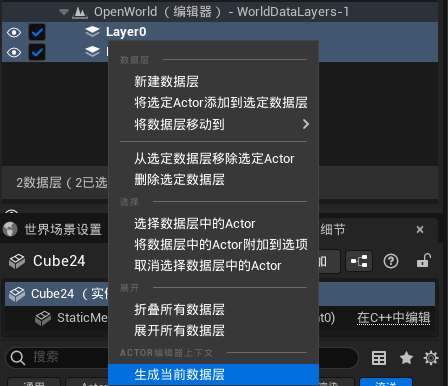 OpenWorld（编辑器）- WorldDataLayers-1
Layer0
数据层
新建数据层
将选定Actor添加到选定数据层
将数据层移动到
从选定数据层移除选定Actor
2数据层（2已选
删除选定数据层
选择
选择数据层中的Actor
世界场景设置
细节
将数据层中的Actor附加到选项
Cube24
加
取消选择数据层中的Actor
展开
Cube24（实
折叠所有数据层
StaticMe
nt0)
在C++中编辑
展开所有数据层
ACTOR编辑器上下文
搜索
生成当前数据层
通用
Actor
流送